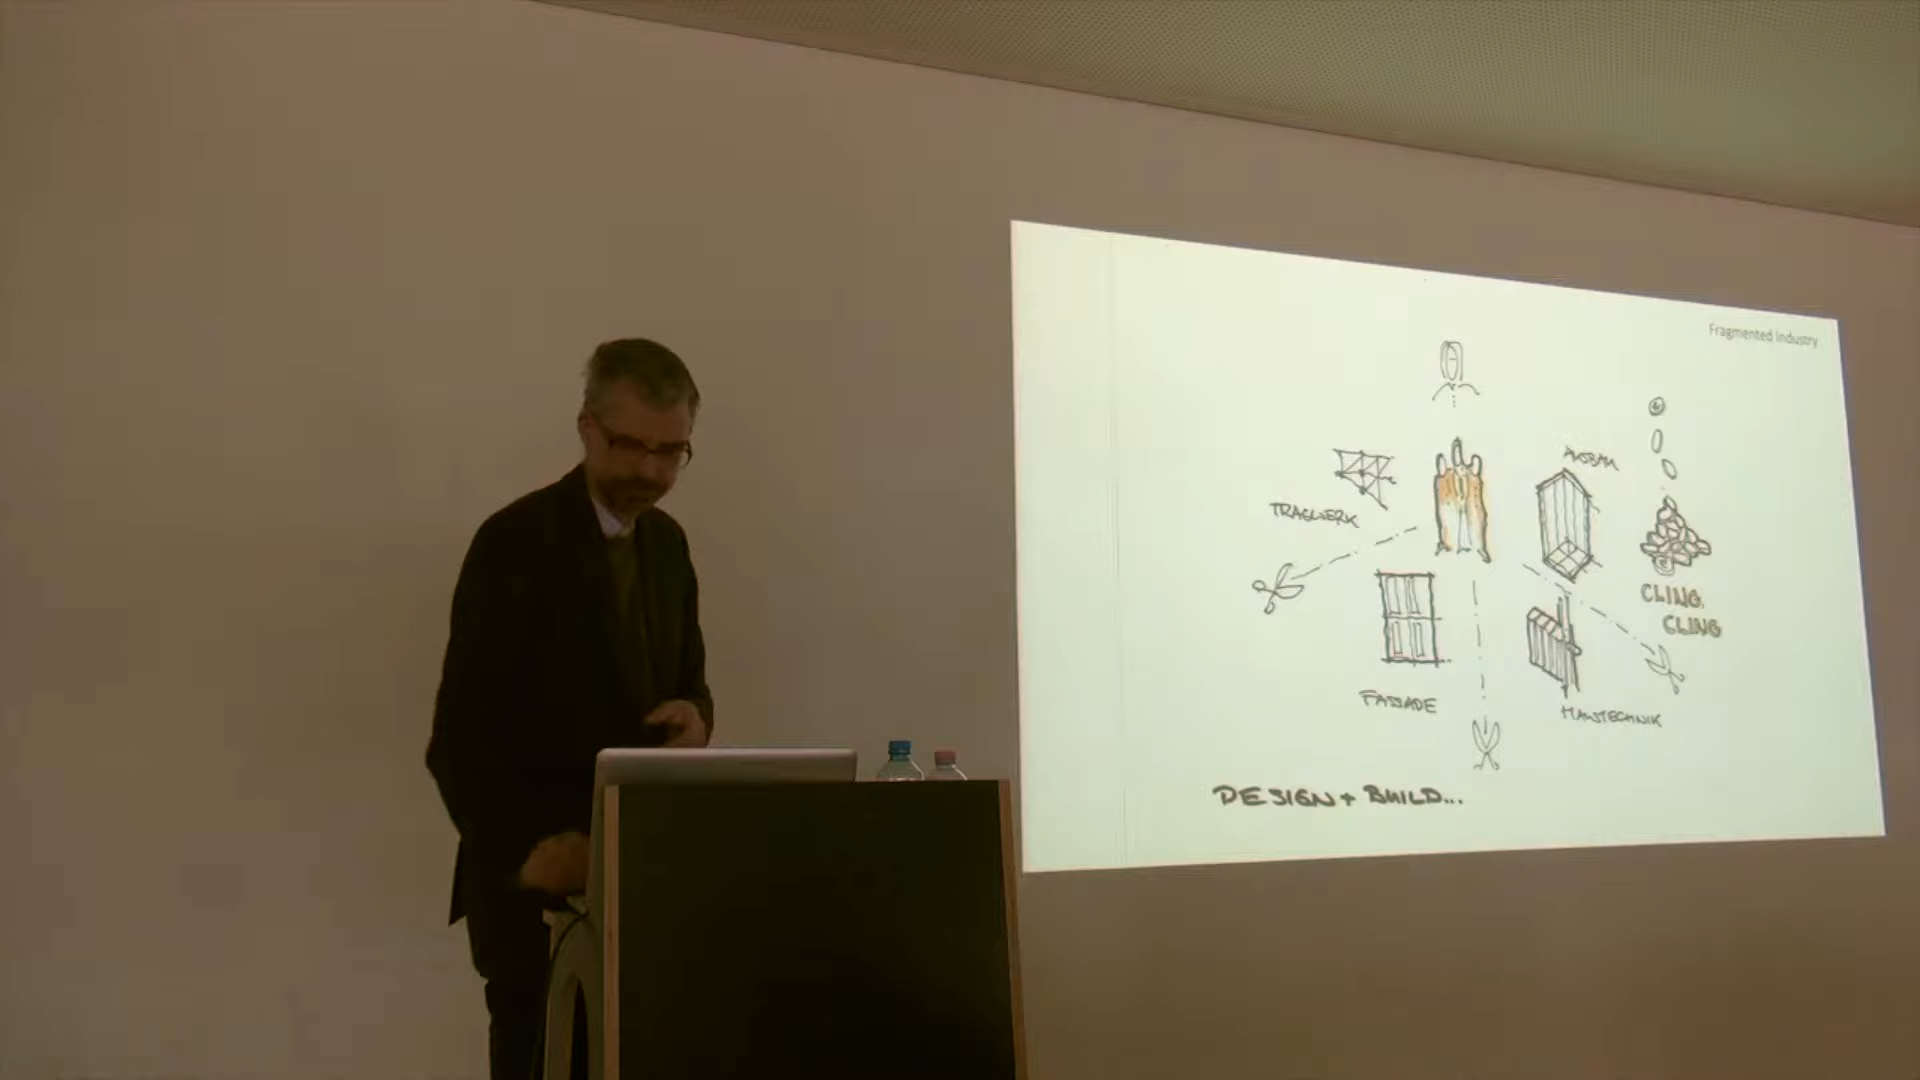 Fragmented Industry
AUSBAU
TRAGWERK
CLING,
CLING
FASSADE
HAUSTECHNIK
DESIGN + BUILD...